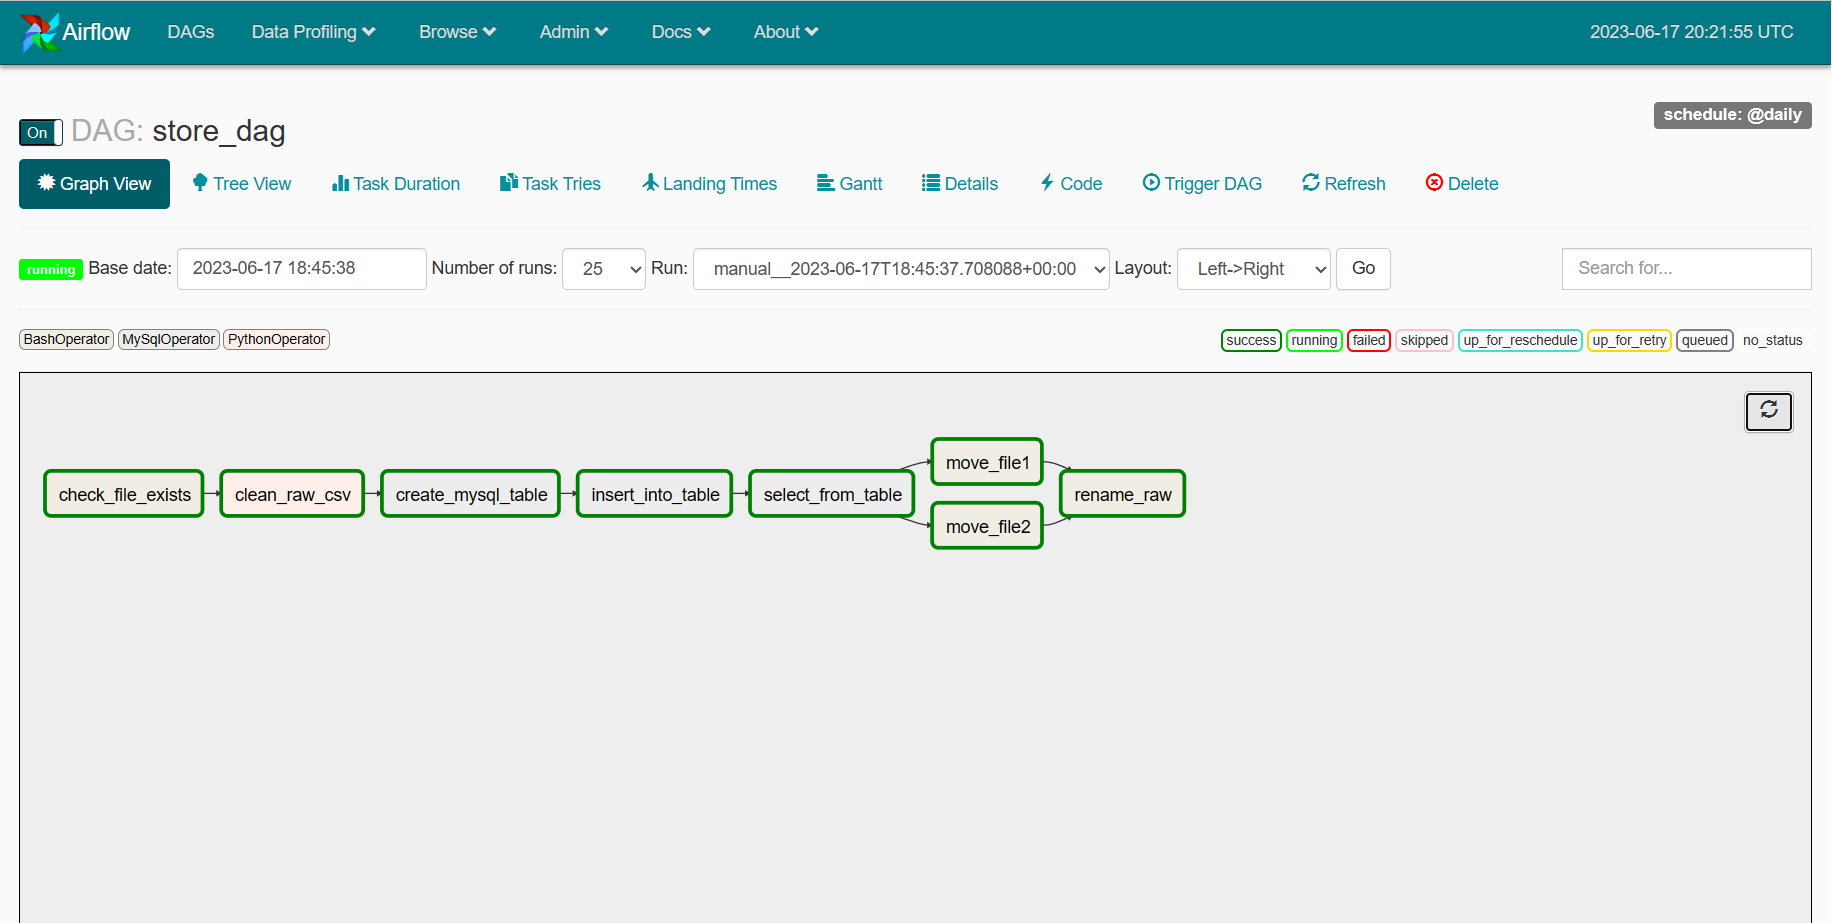 Airflow DAGs Data Profiling Browse Admin Docs About 2023-06-17 20:21:55 UTC
schedule: @daily
On DAG: store_dag
Graph View Tree View Task Duration Task Tries Landing Times Gantt Details Code Trigger DAG Refresh Delete
running Base date: 2023-06-17 18:45:38 Number of runs: 25 Run: manual__2023-06-17T18:45:37.708088+00:00 Layout: Left->Right Go Search for...
BashOperator MySqlOperator PythonOperator success running failed skipped up_for_reschedule up_for_retry queued no_status
move_file1
check_file_exists clean_raw_csv create_mysql_table insert_into_table select_from_table rename_raw
move_file2